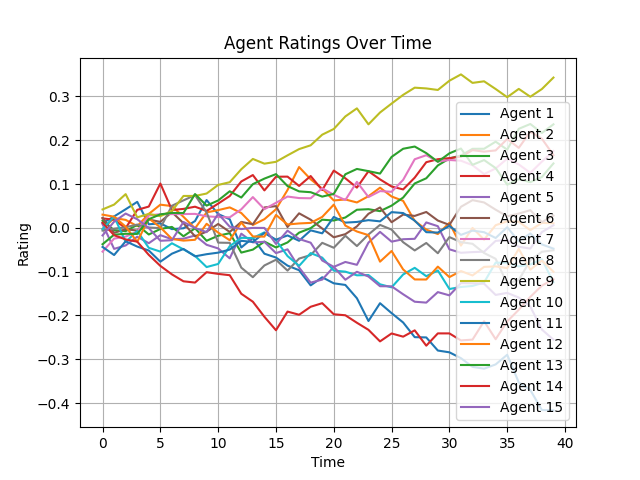 Agent Ratings Over Time
Rating
0.3
0.2
0.1
0.0
−0.1
−0.2
−0.3
−0.4
0
5
10
15
20
25
30
35
40
Time
Agent 1
Agent 2
Agent 3
Agent 4
Agent 5
Agent 6
Agent 7
Agent 8
Agent 9
Agent 10
Agent 11
Agent 12
Agent 13
Agent 14
Agent 15